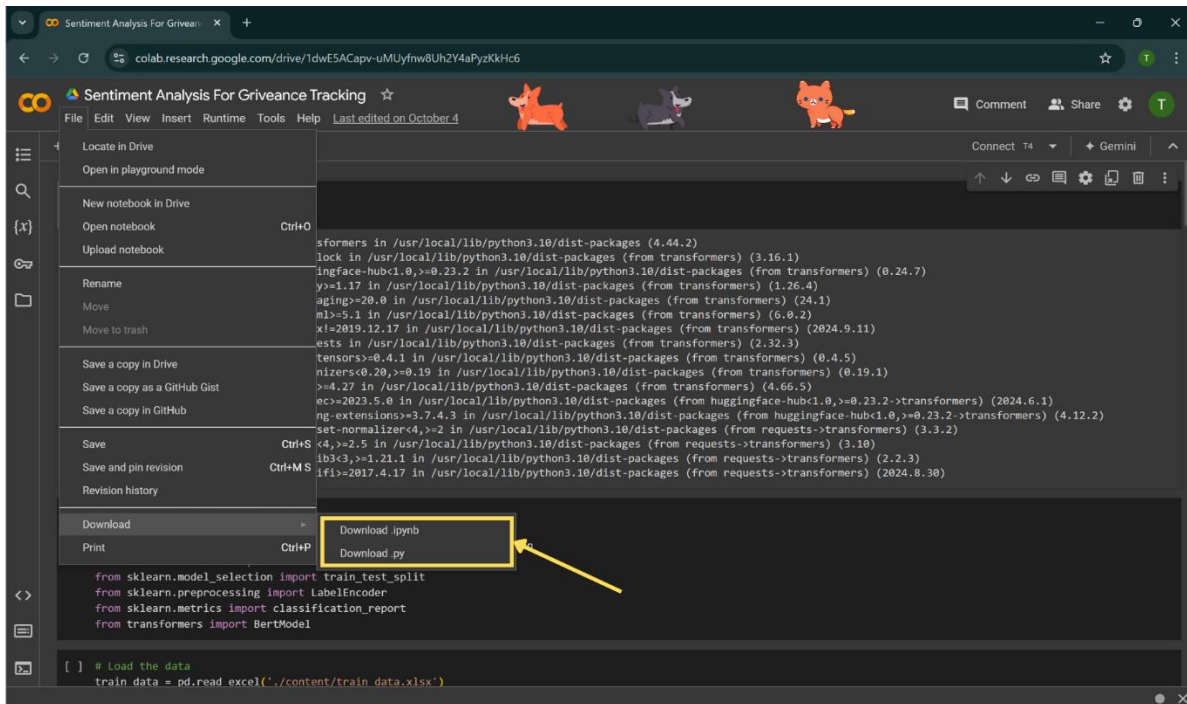 Sentiment Analysis For Grivean
colab.research.google.com/drive/1dwE5ACapv-uMUyfnw8Uh2Y4aPyzKkHc6
T
CO
Sentiment Analysis For Griveance Tracking
File Edit View Insert Runtime Tools Help Last edited on October 4
Comment Share T
Connect T4 Gemini
Locate in Drive
Open in playground mode
New notebook in Drive
Open notebook Ctrl+O
Upload notebook
Rename
Move
Move to trash
Save a copy in Drive
Save a copy as a GitHub Gist
Save a copy in GitHub
Save Ctrl+S
Save and pin revision Ctrl+M S
Revision history
Download
Print Ctrl+P
Download .ipynb
Download .py
{x}
sformers in /usr/local/lib/python3.10/dist-packages (4.44.2)
lock in /usr/local/lib/python3.10/dist-packages (from transformers) (3.16.1)
ingface-hub<1.0,>=0.23.2 in /usr/local/lib/python3.10/dist-packages (from transformers) (0.24.7)
y>=1.17 in /usr/local/lib/python3.10/dist-packages (from transformers) (1.26.4)
aging>=20.0 in /usr/local/lib/python3.10/dist-packages (from transformers) (24.1)
ml>=5.1 in /usr/local/lib/python3.10/dist-packages (from transformers) (6.0.2)
x!=2019.12.17 in /usr/local/lib/python3.10/dist-packages (from transformers) (2024.9.11)
ests in /usr/local/lib/python3.10/dist-packages (from transformers) (2.32.3)
tensors>=0.4.1 in /usr/local/lib/python3.10/dist-packages (from transformers) (0.4.5)
nizers<0.20,>=0.19 in /usr/local/lib/python3.10/dist-packages (from transformers) (0.19.1)
>=4.27 in /usr/local/lib/python3.10/dist-packages (from transformers) (4.66.5)
ec>=2023.5.0 in /usr/local/lib/python3.10/dist-packages (from huggingface-hub<1.0,>=0.23.2->transformers) (2024.6.1)
ng-extensions>=3.7.4.3 in /usr/local/lib/python3.10/dist-packages (from huggingface-hub<1.0,>=0.23.2->transformers) (4.12.2)
set-normalizer<4,>=2 in /usr/local/lib/python3.10/dist-packages (from requests->transformers) (3.3.2)
<4,>=2.5 in /usr/local/lib/python3.10/dist-packages (from requests->transformers) (3.10)
ib3<3,>=1.21.1 in /usr/local/lib/python3.10/dist-packages (from requests->transformers) (2.2.3)
ifi>=2017.4.17 in /usr/local/lib/python3.10/dist-packages (from requests->transformers) (2024.8.30)
from sklearn.model_selection import train_test_split
from sklearn.preprocessing import LabelEncoder
from sklearn.metrics import classification_report
from transformers import BertModel
[ ] # Load the data
train data = pd.read excel('./content/train data.xlsx')